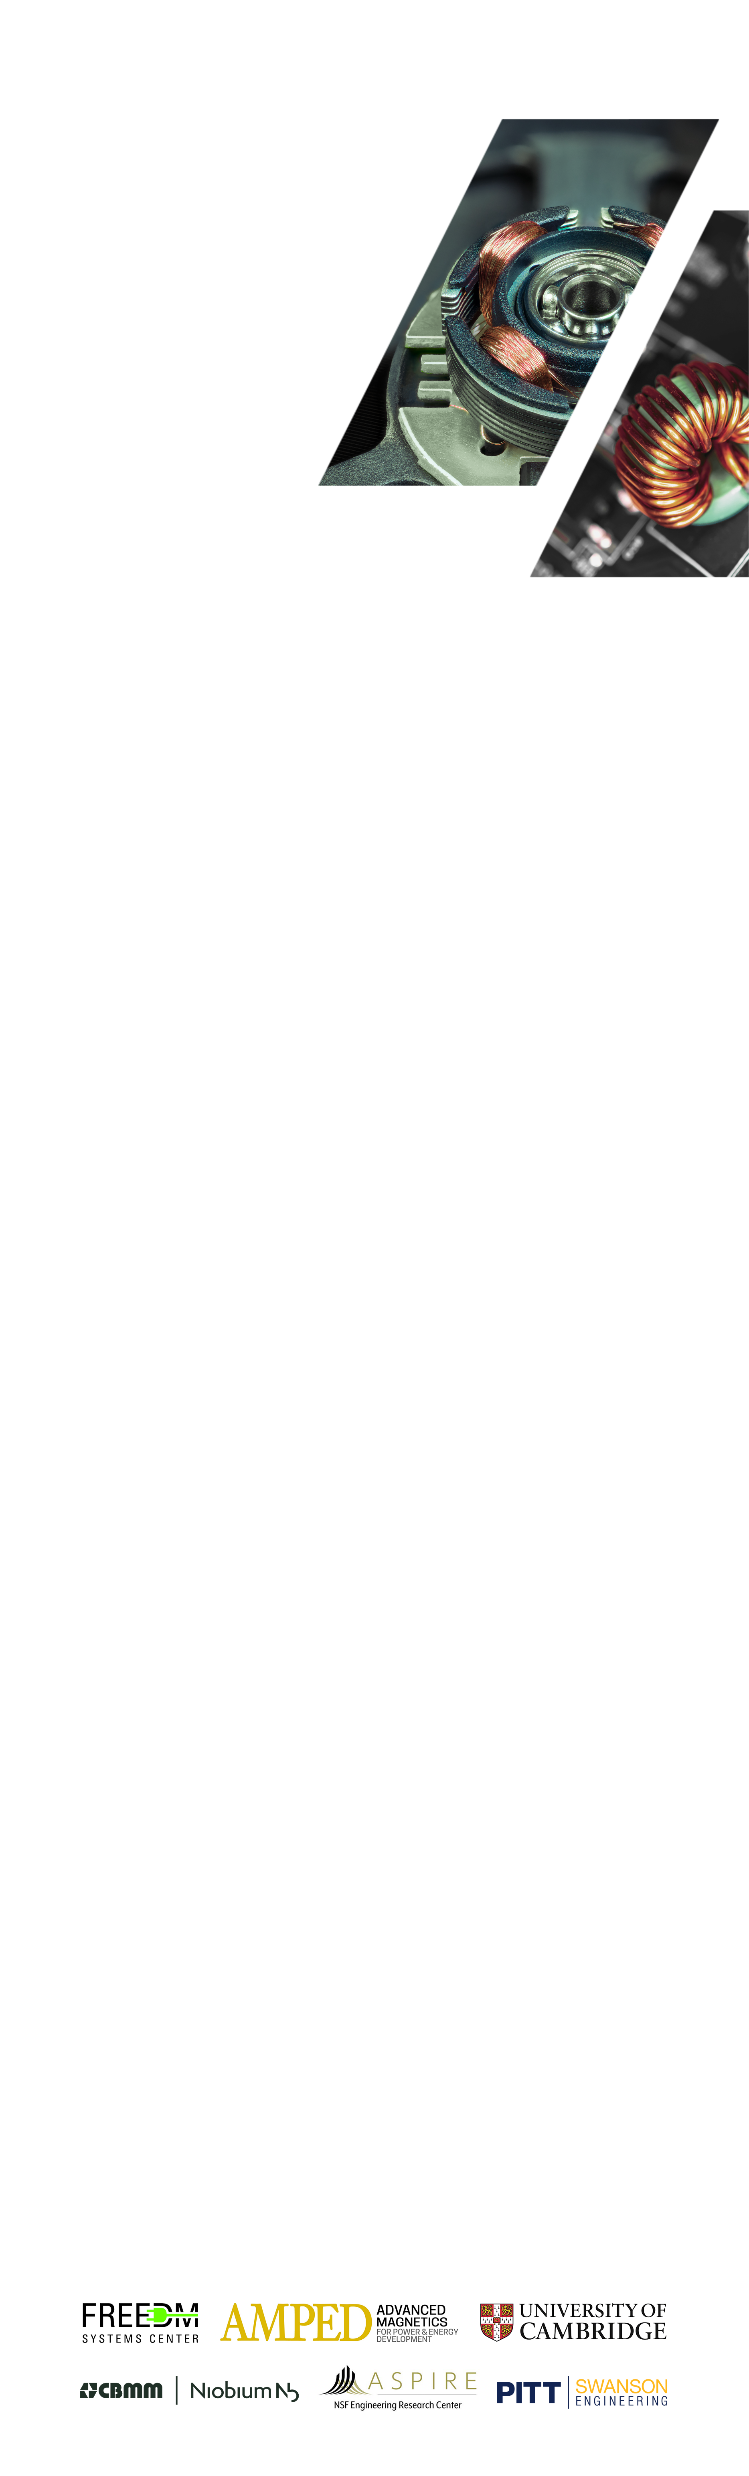 FREEDM
SYSTEMS CENTER
AMPED
ADVANCED
MAGNETICS
FOR POWER & ENERGY
DEVELOPMENT
UNIVERSITY OF
CAMBRIDGE
CBMM
Niobium Nb
ASPIRE
NSF Engineering Research Center
PITT
SWANSON
ENGINEERING